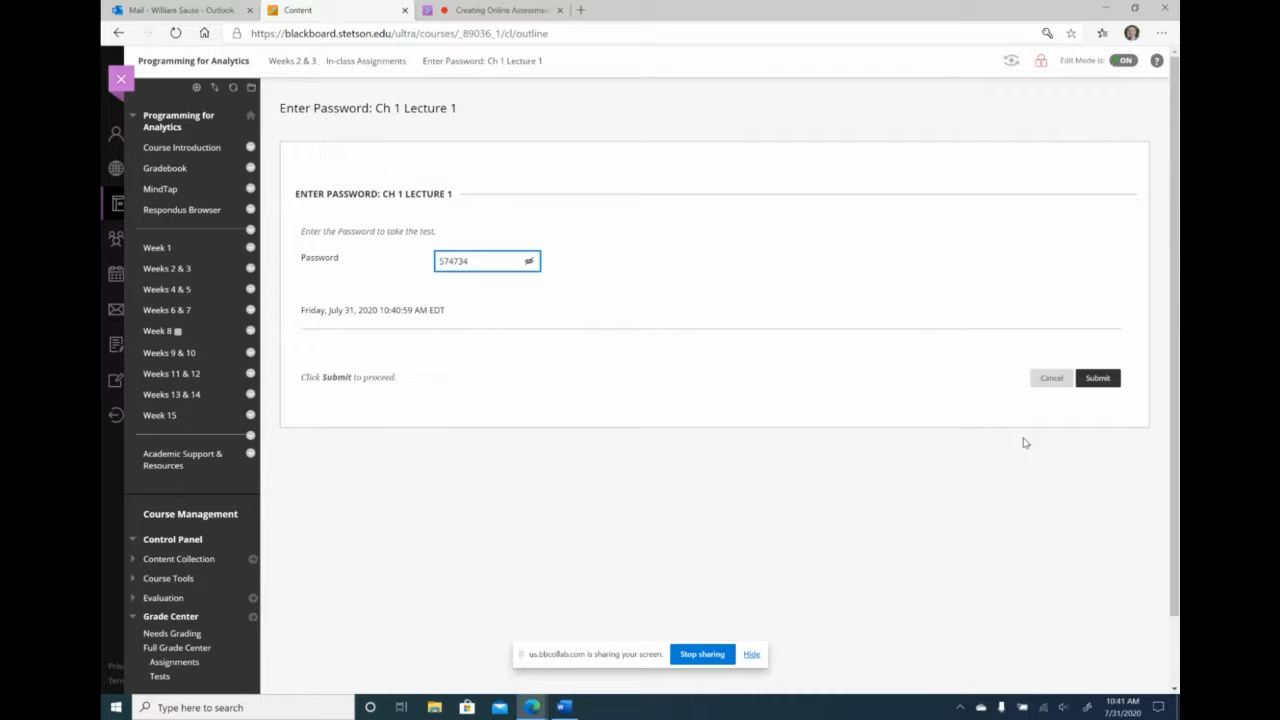 Mail - William Sause - Outlook
Content
Creating Online Assessmen
https://blackboard.stetson.edu/ultra/courses/_89036_1/cl/outline
Programming for Analytics
Weeks 2 & 3
In-class Assignments
Enter Password: Ch 1 Lecture 1
Edit Mode is:
ON
?
Programming for
Analytics
Course Introduction
Gradebook
MindTap
Respondus Browser
Week 1
Weeks 2 & 3
Weeks 4 & 5
Weeks 6 & 7
Week 8
Weeks 9 & 10
Weeks 11 & 12
Weeks 13 & 14
Week 15
Academic Support &
Resources
Course Management
Control Panel
Content Collection
Course Tools
Evaluation
Grade Center
Needs Grading
Full Grade Center
Assignments
Tests
Priv
Term
Enter Password: Ch 1 Lecture 1
ENTER PASSWORD: CH 1 LECTURE 1
Enter the Password to take the test.
Password
574734
Friday, July 31, 2020 10:40:59 AM EDT
Click Submit to proceed.
Cancel
Submit
us.bbcollab.com is sharing your screen.
Stop sharing
Hide
Type here to search
10:41 AM
7/31/2020